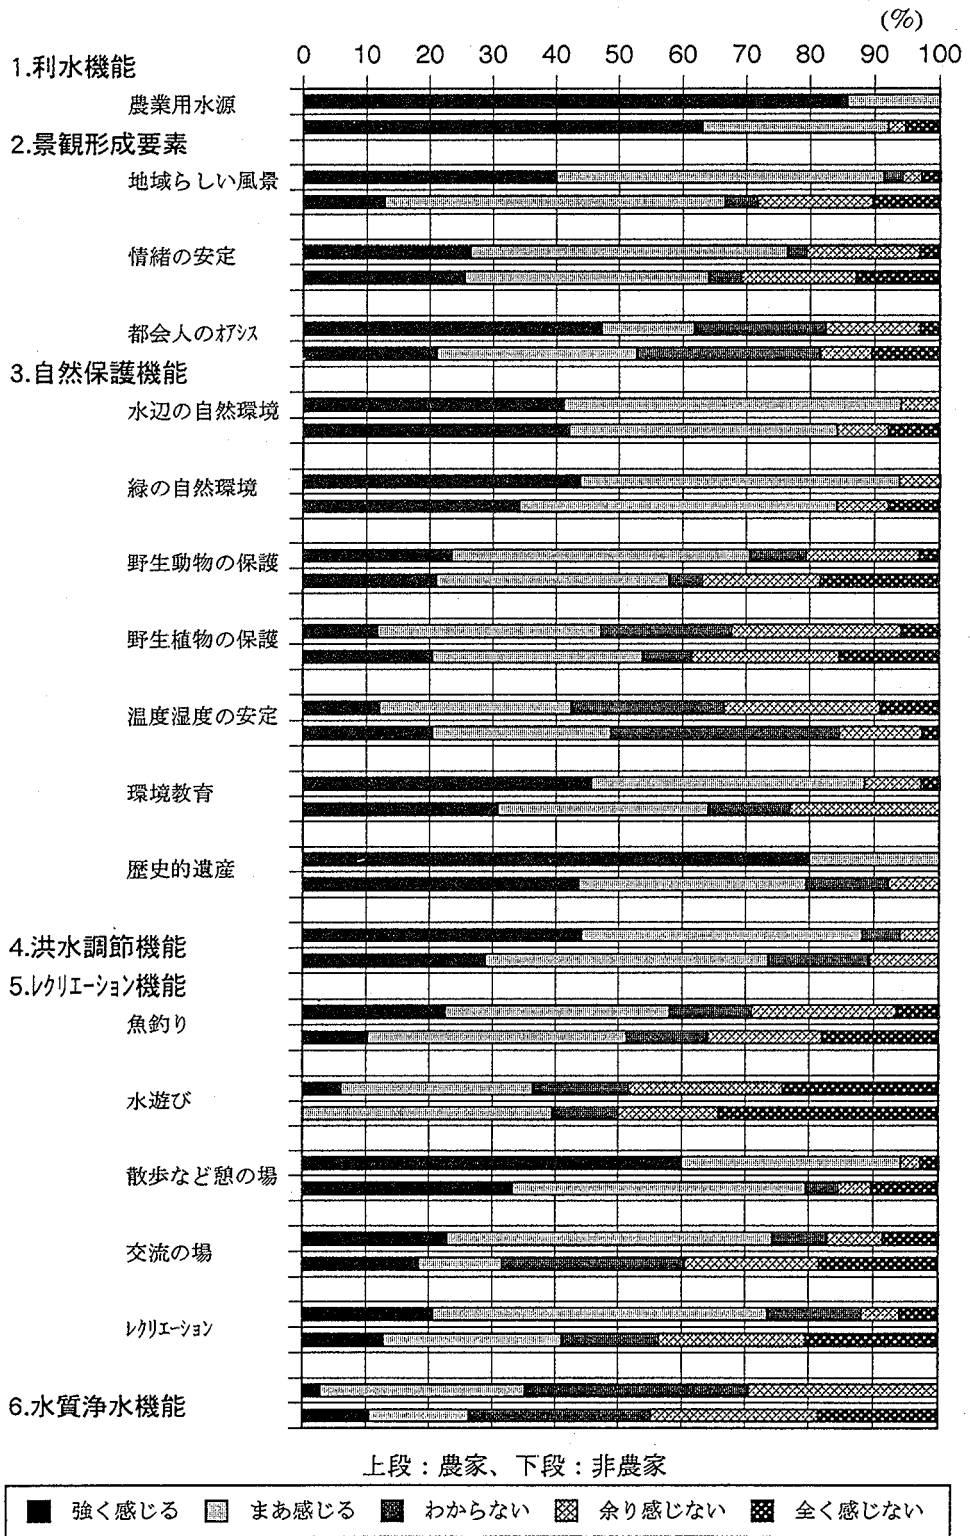 (%)
0 10 20 30 40 50 60 70 80 90 100
1.利水機能
農業用水源
2.景観形成要素
地域らしい風景
情緒の安定
都会人のｵｱｼｽ
3.自然保護機能
水辺の自然環境
緑の自然環境
野生動物の保護
野生植物の保護
温度湿度の安定
環境教育
歴史的遺産
4.洪水調節機能
5.ﾚｸﾘｴｰｼｮﾝ機能
魚釣り
水遊び
散歩など憩の場
交流の場
ﾚｸﾘｴｰｼｮﾝ
6.水質浄水機能
上段：農家、下段：非農家
強く感じる まあ感じる わからない 余り感じない 全く感じない